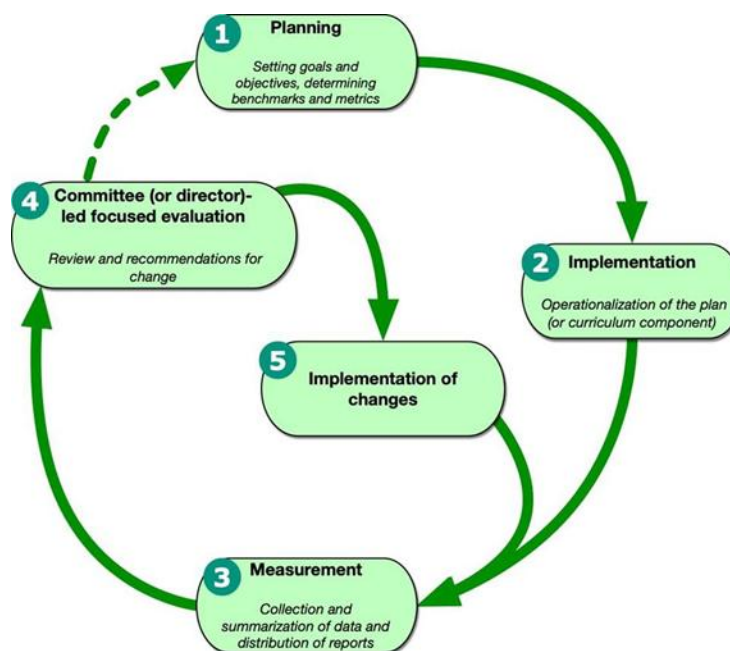 1
Planning
Setting goals and
objectives, determining
benchmarks and metrics
4
Committee (or director)-
led focused evaluation
Review and recommendations for
change
2
Implementation
Operationalization of the plan
(or curriculum component)
5
Implementation of
changes
3
Measurement
Collection and
summarization of data and
distribution of reports